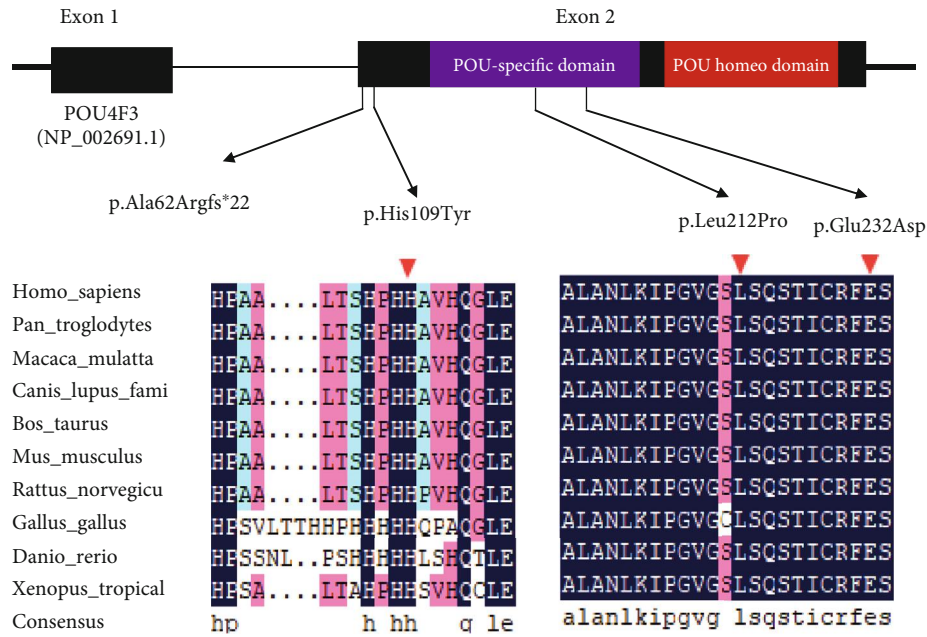 Exon 1
Exon 2
POU-specific domain
POU homeo domain
POU4F3
(NP_002691.1)
p.Ala62Argfs*22
p.His109Tyr
p.Leu212Pro
p.Glu232Asp
Homo_sapiens HPAA....LTSHPHHAVHQGLE ALANLKIPGVGSLSQSTICRFES
Pan_troglodytes HPAA....LTSHPHHAVHQGLE ALANLKIPGVGSLSQSTICRFES
Macaca_mulatta HPAA....LTSHPHHAVHQGLE ALANLKIPGVGSLSQSTICRFES
Canis_lupus_fami HPAA....LTSHPHHAVHQGLE ALANLKIPGVGSLSQSTICRFES
Bos_taurus HPAA....LTSHPHHAVHQGLE ALANLKIPGVGSLSQSTICRFES
Mus_musculus HPAA....LTSHPHHAVHQGLE ALANLKIPGVGSLSQSTICRFES
Rattus_norvegicu HPAA....LTSHPHHPVHQGLE ALANLKIPGVGSLSQSTICRFES
Gallus_gallus HPSVLTTHHPHHHHHQPAQGLE ALANLKIPGVGCLSQSTICRFES
Danio_rerio HPSSNL..PSHHHHHLSHQTLE ALANLKIPGVGSLSQSTICRFES
Xenopus_tropical HPSA....LTAHPHHSVHQCLE ALANLKIPGVGSLSQSTICRFES
Consensus hp h hh q le alanlkipgvg lsqsticrfes